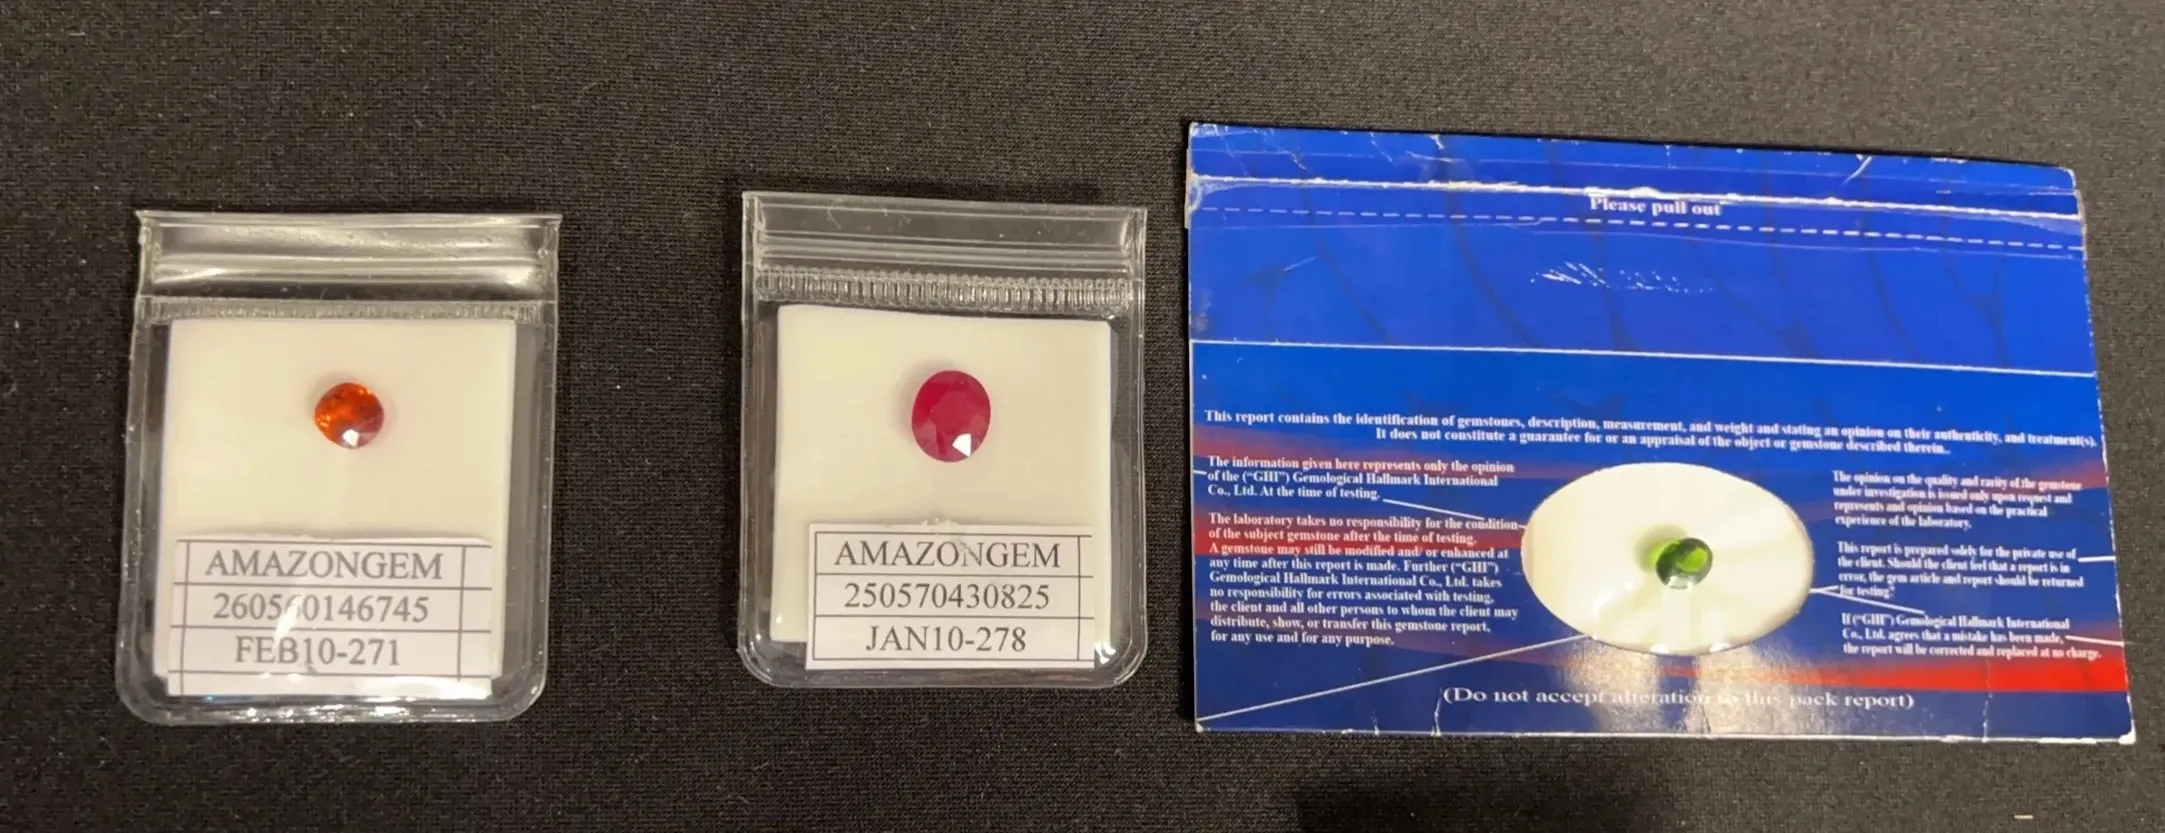 AMAZONGEM
260560146745
FEB10-271
AMAZONGEM
250570430825
JAN10-278
Please pull out
This report contains the identification of gemstones, description, measurement, and weight and stating an opinion on their authenticity, and treatment(s).
It does not constitute a guarantee for or an appraisal of the object or gemstone described therein..
The information given here represents only the opinion
of the ("GHI") Gemological Hallmark International
Co., Ltd. At the time of testing.
The laboratory takes no responsibility for the condition
of the subject gemstone after the time of testing.
A gemstone may still be modified and/ or enhanced at
any time after this report is made. Further ("GHI")
Gemological Hallmark International Co., Ltd. takes
no responsibility for errors associated with testing.
the client and all other persons to whom the client may
distribute, show, or transfer this gemstone report,
for any use and for any purpose.
The opinion on the quality and rarity of the gemstone
under investigation is issued only upon request and
represents and opinion based on the practical
experience of the laboratory.
This report is prepared solely for the private use of
the client. Should the client feel that a report is in
error, the gem article and report should be returned
for testing?
If ("GHI") Gemological Hallmark International
Co., Ltd. agrees that a mistake has been made,
the report will be corrected and replaced at no charge.
(Do not accept alteration to this pack report)